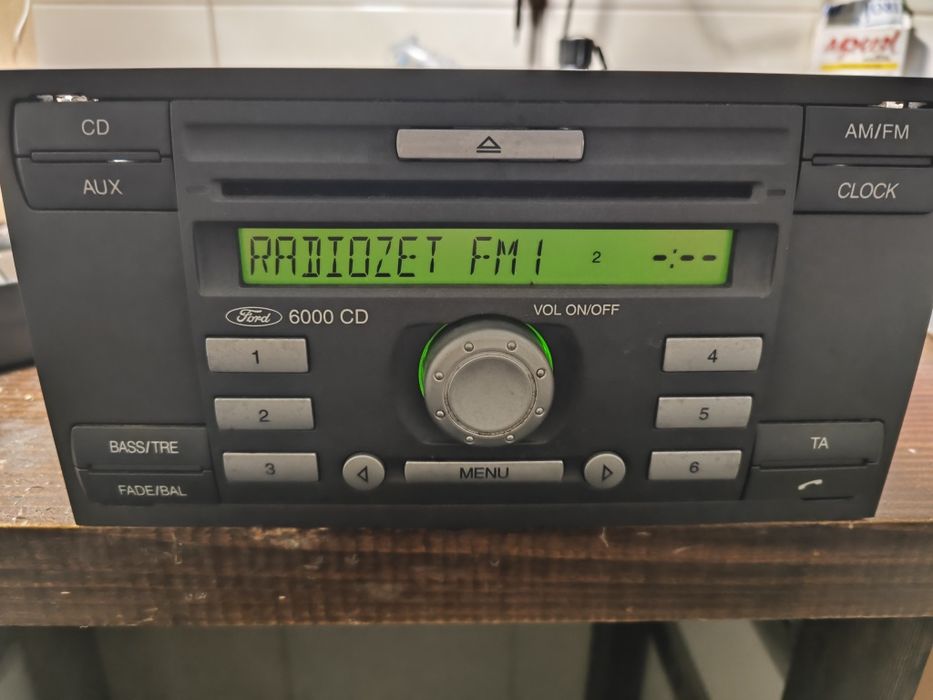 CD
AM/FM
AUX
CLOCK
RADIOZET FM1 2 --:--
Ford 6000 CD
VOL ON/OFF
1
4
2
5
BASS/TRE
TA
3
MENU
6
FADE/BAL